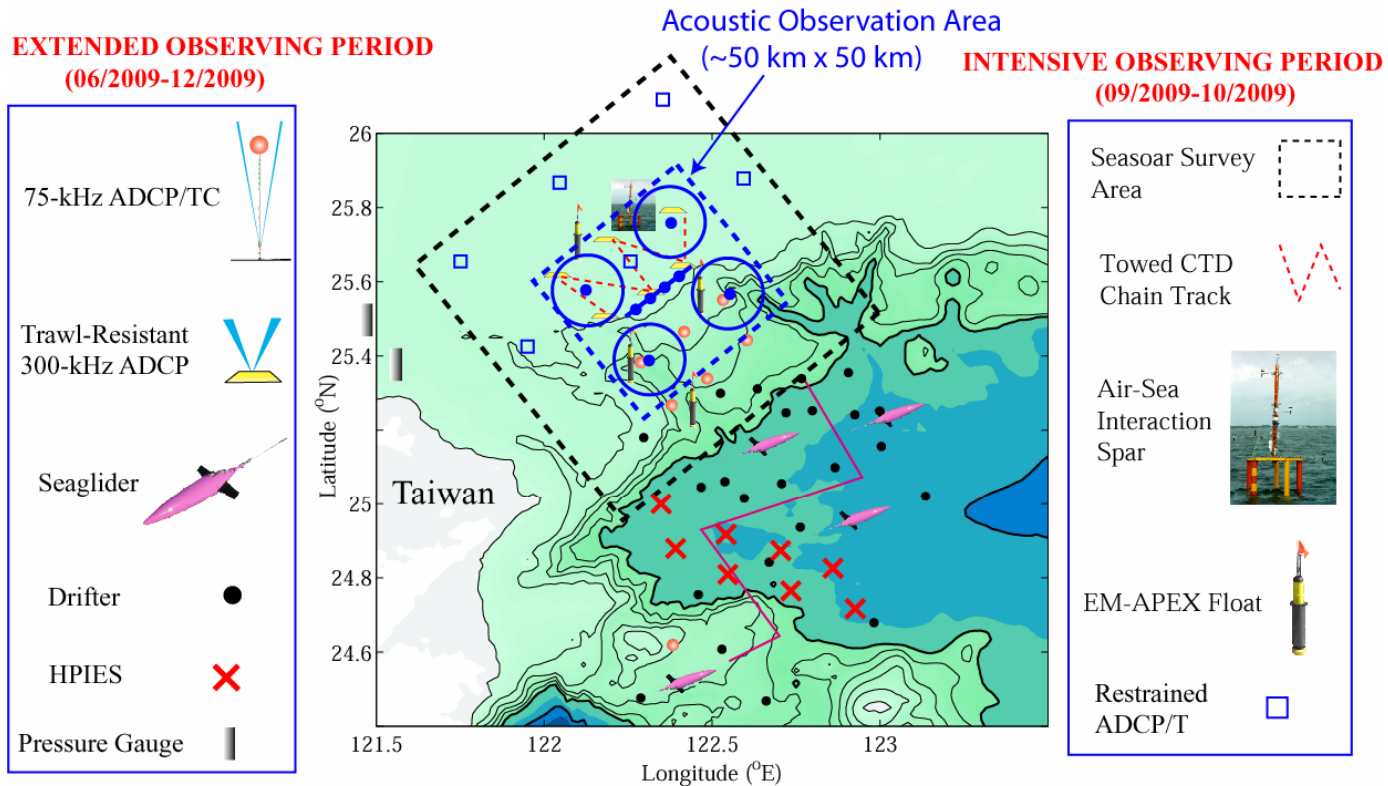 Acoustic Observation Area
(~50 km x 50 km)
EXTENDED OBSERVING PERIOD
(06/2009-12/2009)
75-kHz ADCP/TC
Trawl-Resistant
300-kHz ADCP
Seaglider
Drifter
HPIES
Pressure Gauge
26
25.8
25.6
25.4
25
24.8
24.6
Latitude (°N)
Taiwan
121.5
122
122.5
123
Longitude (°E)
INTENSIVE OBSERVING PERIOD
(09/2009-10/2009)
Seasoar Survey
Area
Towed CTD
Chain Track
Air-Sea
Interaction
Spar
EM-APEX Float
Restrained
ADCP/T